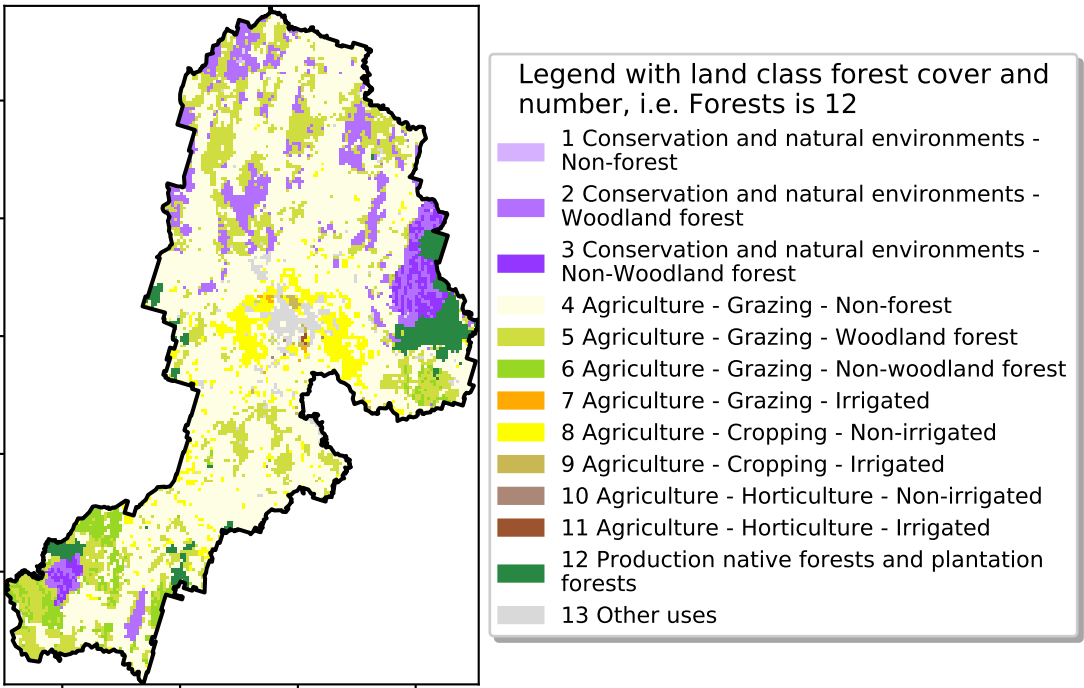 Legend with land class forest cover and
number, i.e. Forests is 12
1 Conservation and natural environments -
Non-forest
2 Conservation and natural environments -
Woodland forest
3 Conservation and natural environments -
Non-Woodland forest
4 Agriculture - Grazing - Non-forest
5 Agriculture - Grazing - Woodland forest
6 Agriculture - Grazing - Non-woodland forest
7 Agriculture - Grazing - Irrigated
8 Agriculture - Cropping - Non-irrigated
9 Agriculture - Cropping - Irrigated
10 Agriculture - Horticulture - Non-irrigated
11 Agriculture - Horticulture - Irrigated
12 Production native forests and plantation
forests
13 Other uses